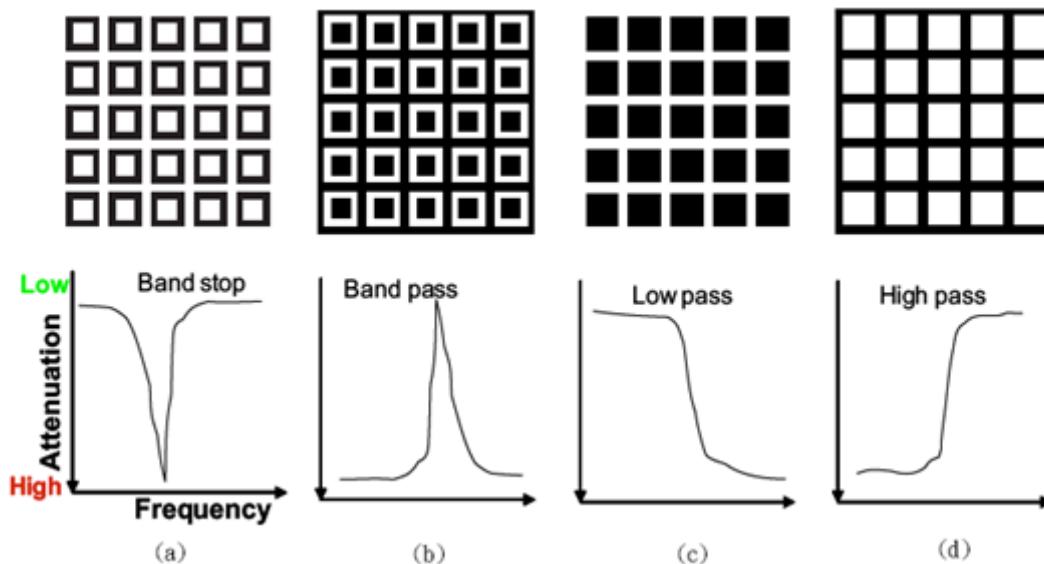 Low
High
Attenuation
Frequency
Band stop
Band pass
Low pass
High pass
(a)
(b)
(c)
(d)